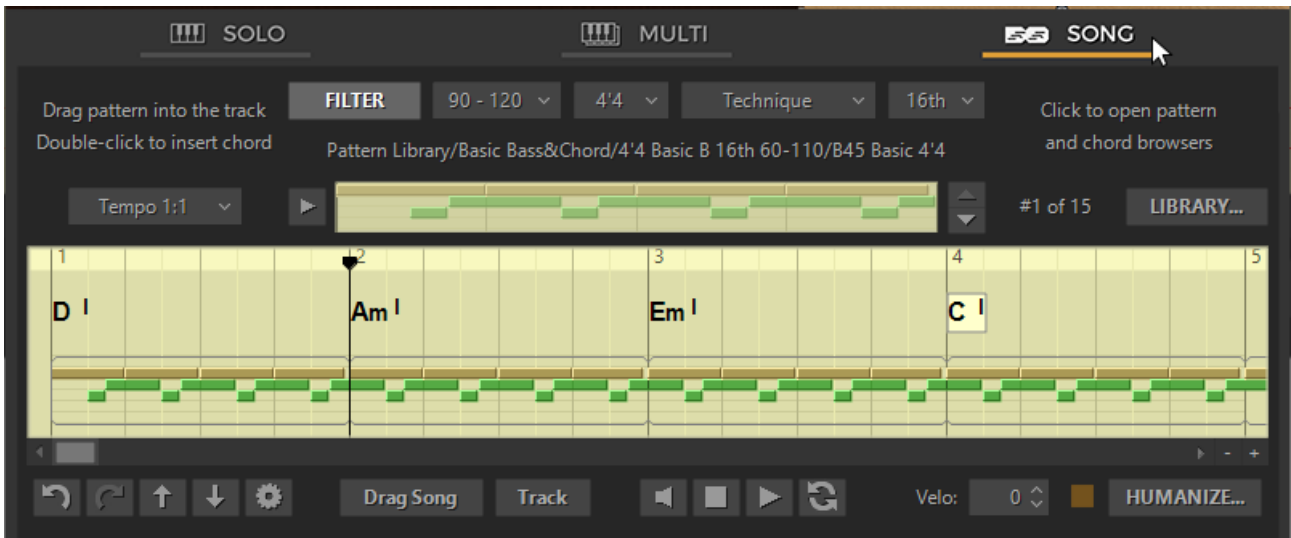 SOLO
MULTI
SONG
Drag pattern into the track
Double-click to insert chord
FILTER
90 - 120
4'4
Technique
16th
Click to open pattern
and chord browsers
Pattern Library/Basic Bass&Chord/4'4 Basic B 16th 60-110/B45 Basic 4'4
Tempo 1:1
#1 of 15
LIBRARY...
1
2
3
4
5
D I
Am I
Em I
C I
- +
Drag Song
Track
Velo:
0
HUMANIZE...